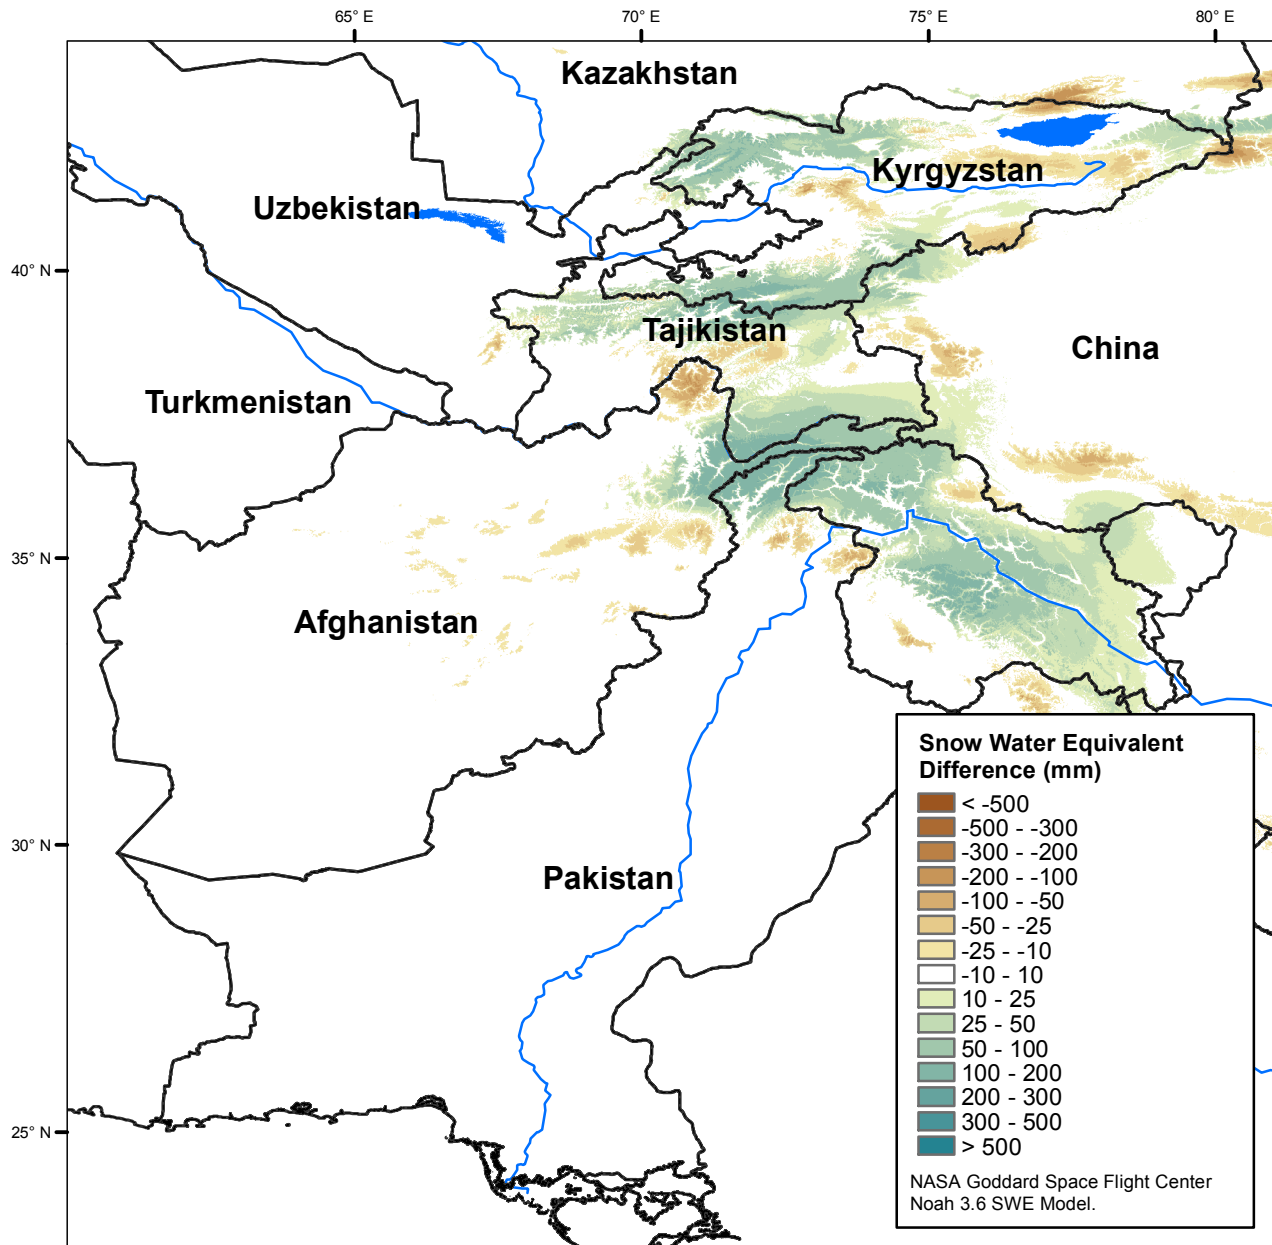 65° E
70° E
75° E
80° E
Kazakhstan
Kyrgyzstan
Uzbekistan
40° N
Tajikistan
China
Turkmenistan
35° N
Afghanistan
Snow Water Equivalent
Difference (mm)
< -500
-500 - -300
-300 - -200
-200 - -100
-100 - -50
-50 - -25
-25 - -10
-10 - 10
10 - 25
25 - 50
50 - 100
100 - 200
200 - 300
300 - 500
> 500
NASA Goddard Space Flight Center
Noah 3.6 SWE Model.
30° N
Pakistan
25° N